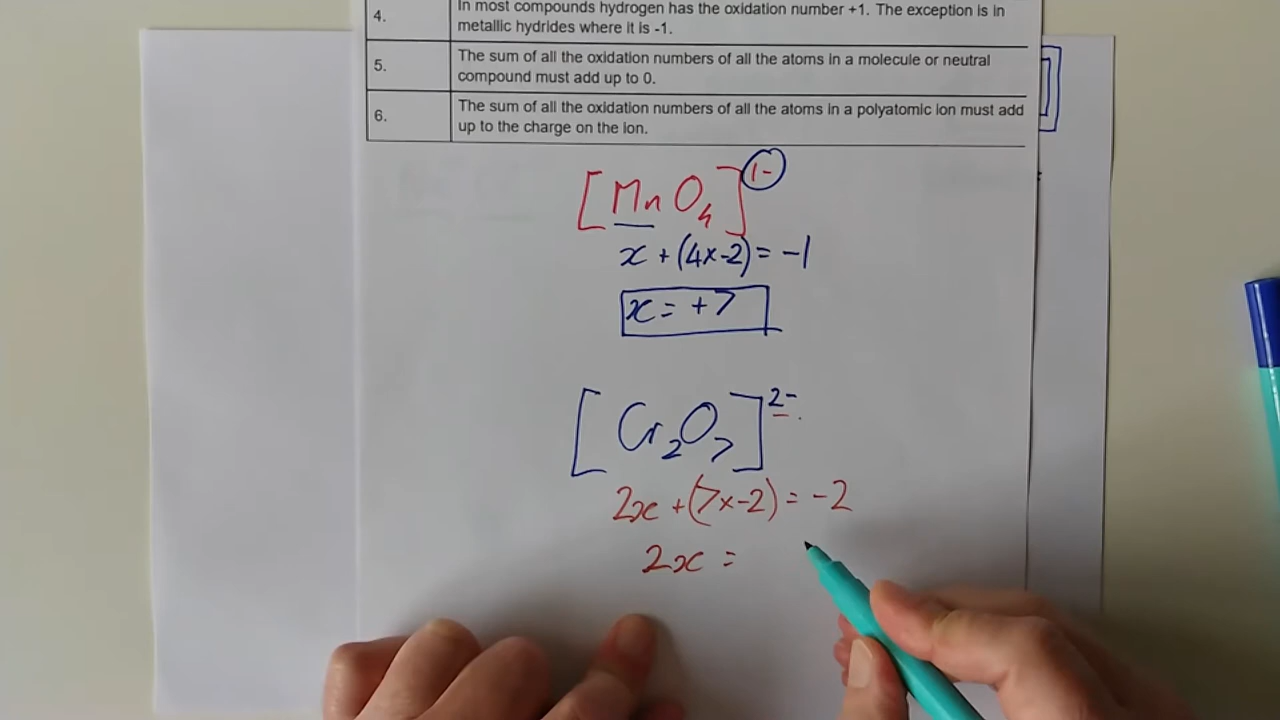 4. In most compounds hydrogen has the oxidation number +1. The exception is in
metallic hydrides where it is -1.
5. The sum of all the oxidation numbers of all the atoms in a molecule or neutral
compound must add up to 0.
6. The sum of all the oxidation numbers of all the atoms in a polyatomic ion must add
up to the charge on the ion.
[MnO₄]¹⁻
x + (4x-2) = -1
x = +7
[Cr₂O₇]²⁻
2x + (7x-2) = -2
2x =